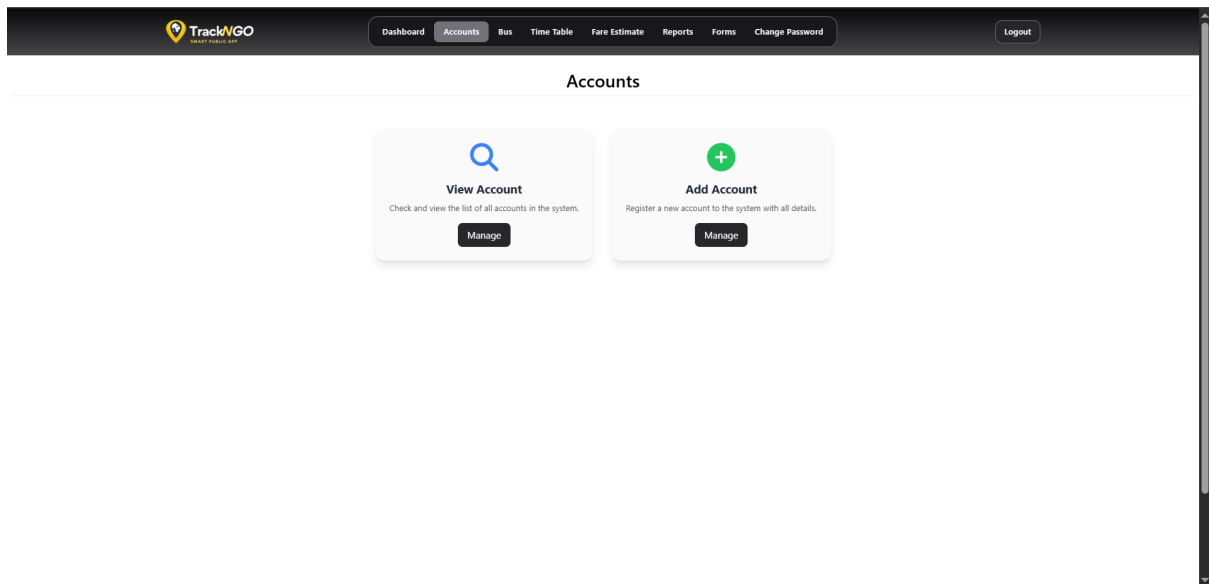 TrackNGO
SMART PUBLIC APP
Dashboard Accounts Bus Time Table Fare Estimate Reports Forms Change Password
Logout
Accounts
View Account
Check and view the list of all accounts in the system.
Manage
Add Account
Register a new account to the system with all details.
Manage